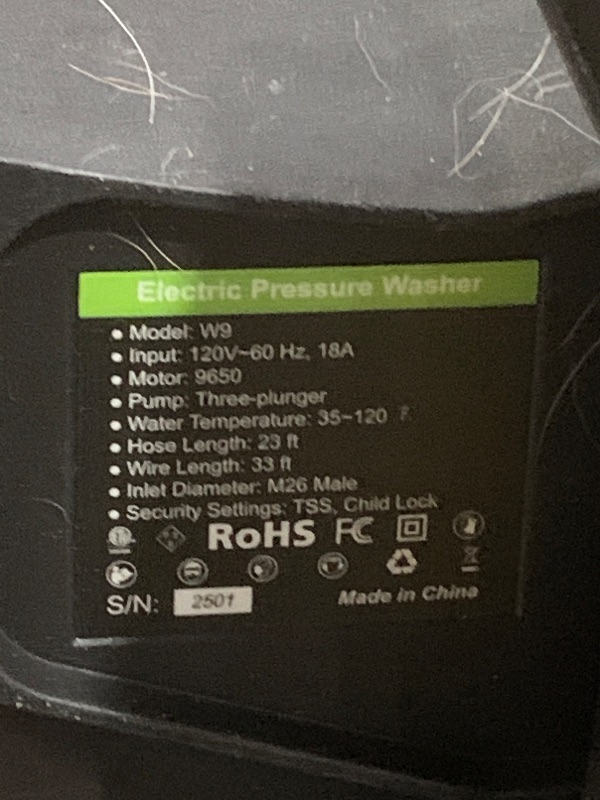 Electric Pressure Washer
• Model: W9
• Input: 120V~60 Hz, 18A
• Motor: 9650
• Pump: Three-plunger
• Water Temperature: 35~120
• Hose Length: 23 ft
• Wire Length: 33 ft
• Inlet Diameter: M26 Male
• Security Settings: TSS, Child Lock
RoHS FC
S/N: 2501 Made in China